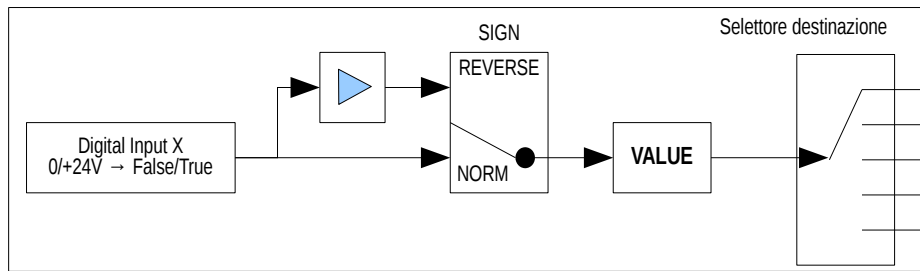 SIGN
Selettore destinazione
REVERSE
Digital Input X
0/+24V → False/True
NORM
VALUE